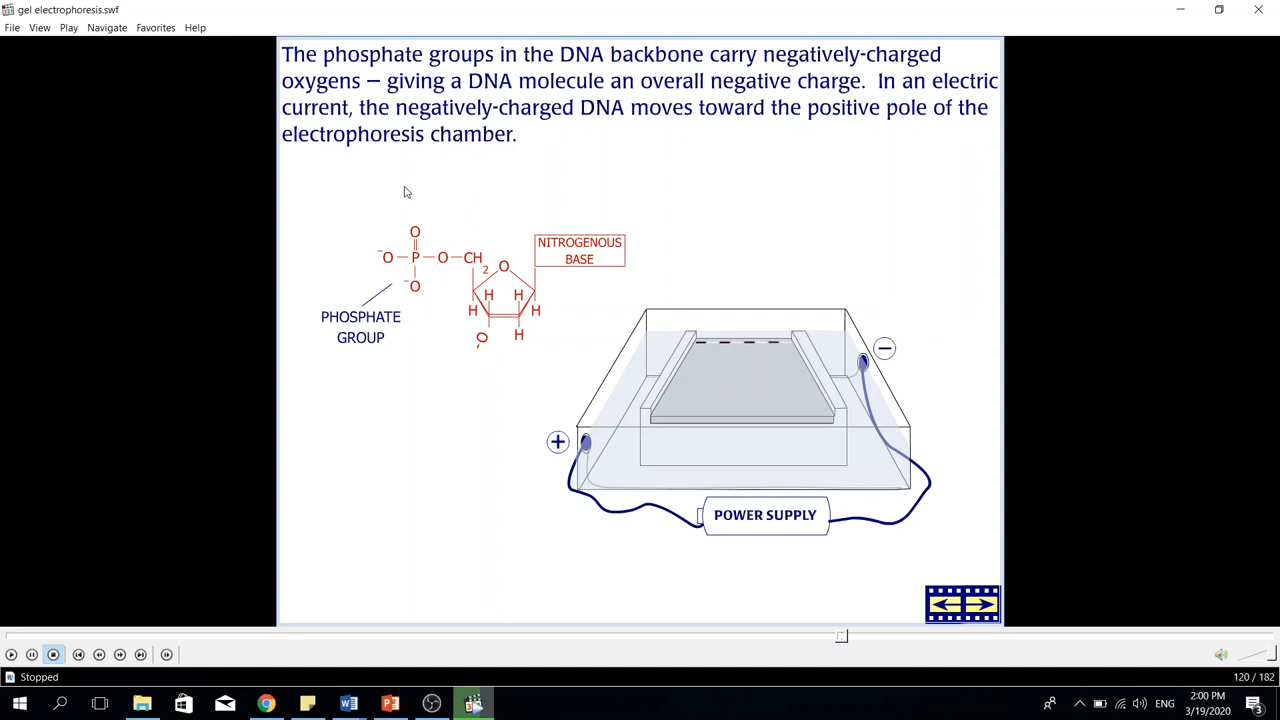 gel electrophoresis.swf
File View Play Navigate Favorites Help
The phosphate groups in the DNA backbone carry negatively-charged
oxygens – giving a DNA molecule an overall negative charge. In an electric
current, the negatively-charged DNA moves toward the positive pole of the
electrophoresis chamber.
O
⁻O P O CH2
⁻O
O
NITROGENOUS
BASE
H H
H H
H
O⁻
PHOSPHATE
GROUP
−
+
POWER SUPPLY
Stopped
120 / 182
ENG
2:00 PM
3/19/2020
3